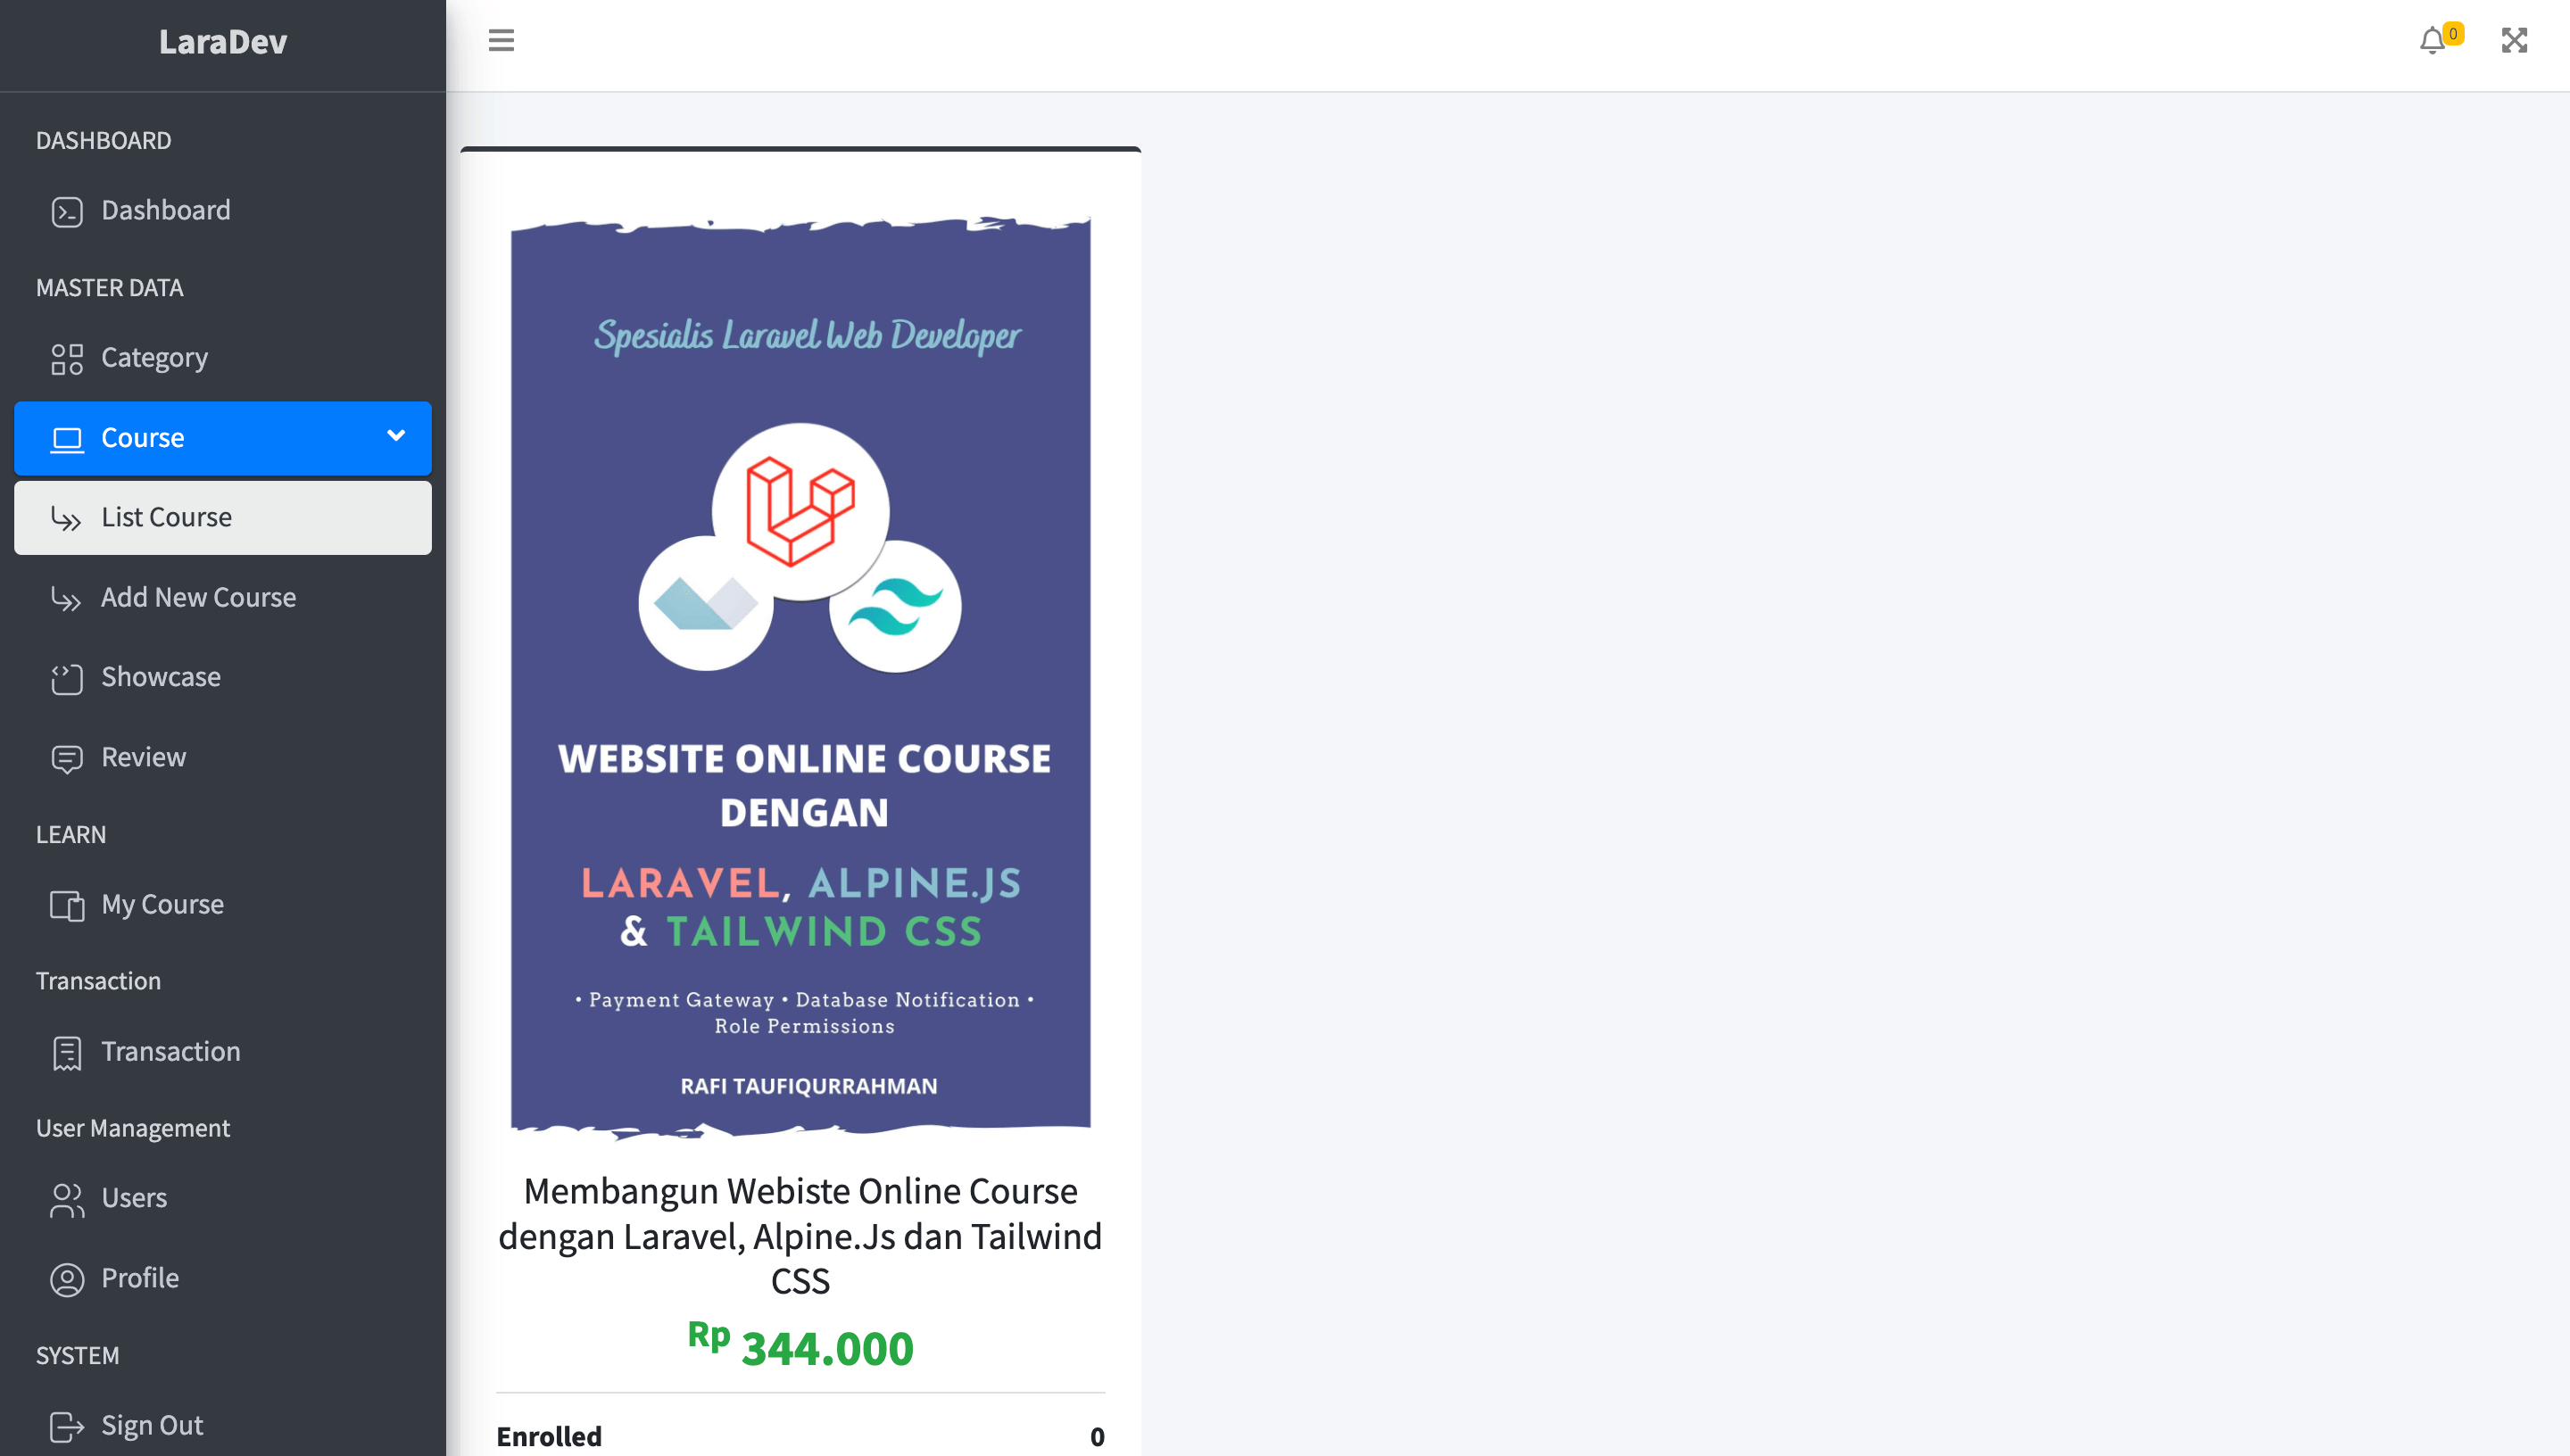 LaraDev
0
DASHBOARD
Dashboard
MASTER DATA
Category
Course
List Course
Add New Course
Showcase
Review
LEARN
My Course
Transaction
Transaction
User Management
Users
Profile
SYSTEM
Sign Out
Spesialis Laravel Web Developer
WEBSITE ONLINE COURSE
DENGAN
LARAVEL, ALPINE.JS
& TAILWIND CSS
• Payment Gateway • Database Notification •
Role Permissions
RAFI TAUFIQURRAHMAN
Membangun Webiste Online Course
dengan Laravel, Alpine.Js dan Tailwind
CSS
Rp 344.000
Enrolled 0